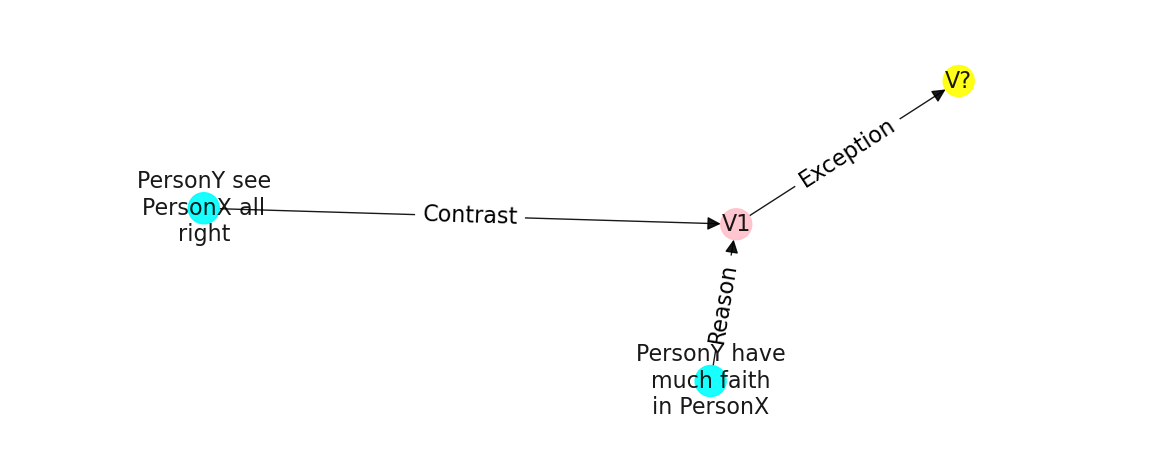 V?
Exception
PersonY see
PersonX all
right
Contrast
V1
Reason
PersonY have
much faith
in PersonX